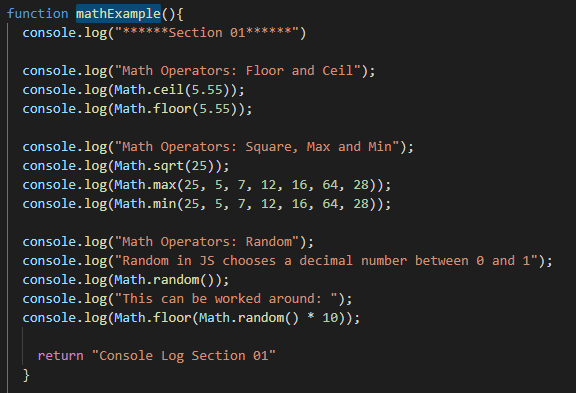 function mathExample(){
console.log("******Section 01******")
console.log("Math Operators: Floor and Ceil");
console.log(Math.ceil(5.55));
console.log(Math.floor(5.55));
console.log("Math Operators: Square, Max and Min");
console.log(Math.sqrt(25));
console.log(Math.max(25, 5, 7, 12, 16, 64, 28));
console.log(Math.min(25, 5, 7, 12, 16, 64, 28));
console.log("Math Operators: Random");
console.log("Random in JS chooses a decimal number between 0 and 1");
console.log(Math.random());
console.log("This can be worked around: ");
console.log(Math.floor(Math.random() * 10));
return "Console Log Section 01"
}